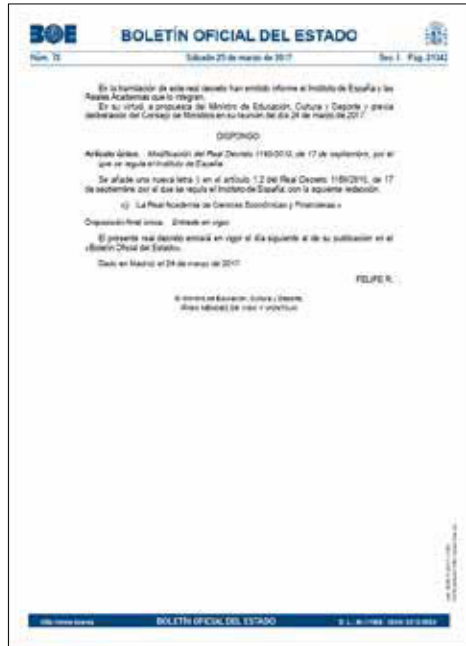 BOE
BOLETÍN OFICIAL DEL ESTADO
Núm. 72
Sábado 25 de marzo de 2017
Sec. I. Pág.
En la tramitación de este real decreto han emitido informe el Instituto de España y las
Reales Academias que lo integran.
En su virtud, a propuesta del Ministro de Educación, Cultura y Deporte y previa
deliberación del Consejo de Ministros en su reunión del día 24 de marzo de 2017,
DISPONGO:
Artículo único. Modificación del Real Decreto 1160/2010, de 17 de septiembre, por el
que se regula el Instituto de España.
Se añade una nueva letra en el artículo 1.2 del Real Decreto 1160/2010, de 17
de septiembre por el que se regula el Instituto de España, con la siguiente redacción:
La Real Academia de Ciencias Económicas y Financieras.»
Disposición final única. Entrada en vigor.
El presente real decreto entrará en vigor el día siguiente al de su publicación en el
«Boletín Oficial del Estado».
Dado en Madrid, el 24 de marzo de 2017.
FELIPE R.
El Ministro de Educación, Cultura y Deporte,
ÍÑIGO MÉNDEZ DE VIGO Y MONTOJO
BOLETÍN OFICIAL DEL ESTADO